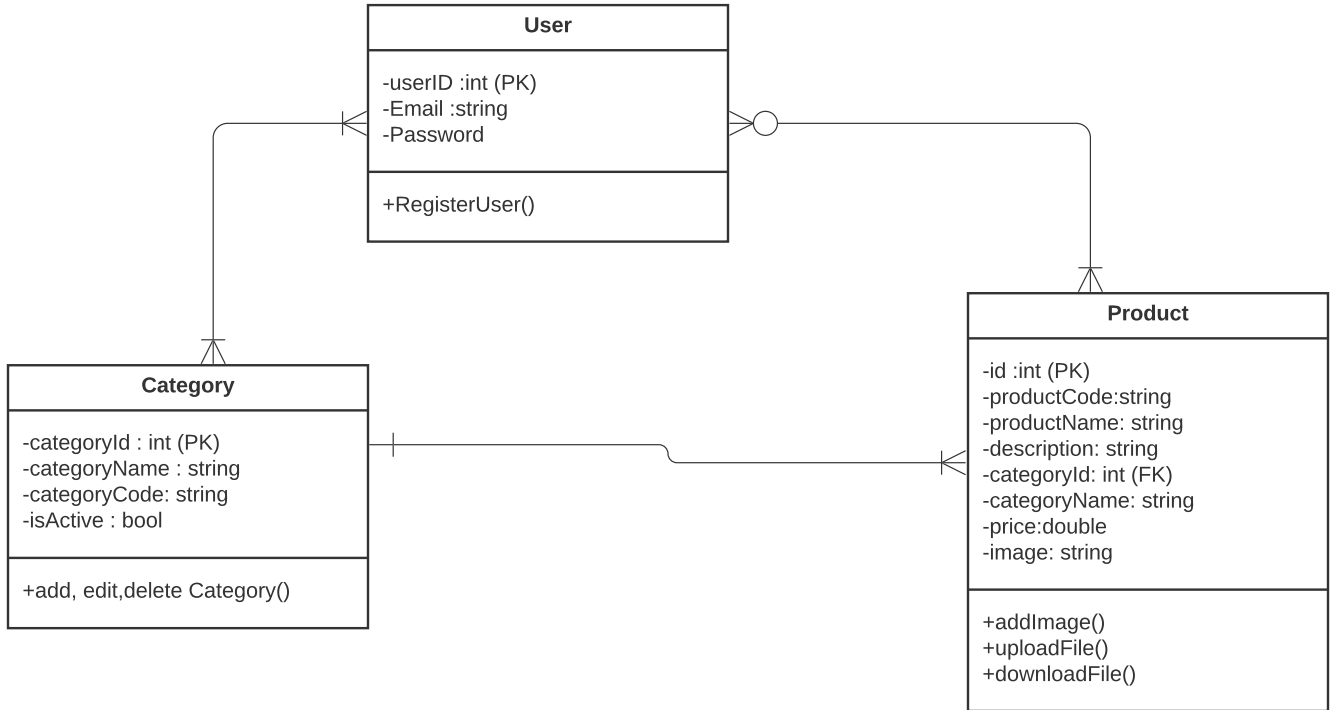 User
-userID :int (PK)
-Email :string
-Password
+RegisterUser()
Category
-categoryId : int (PK)
-categoryName : string
-categoryCode: string
-isActive : bool
+add, edit,delete Category()
Product
-id :int (PK)
-productCode:string
-productName: string
-description: string
-categoryId: int (FK)
-categoryName: string
-price:double
-image: string
+addImage()
+uploadFile()
+downloadFile()